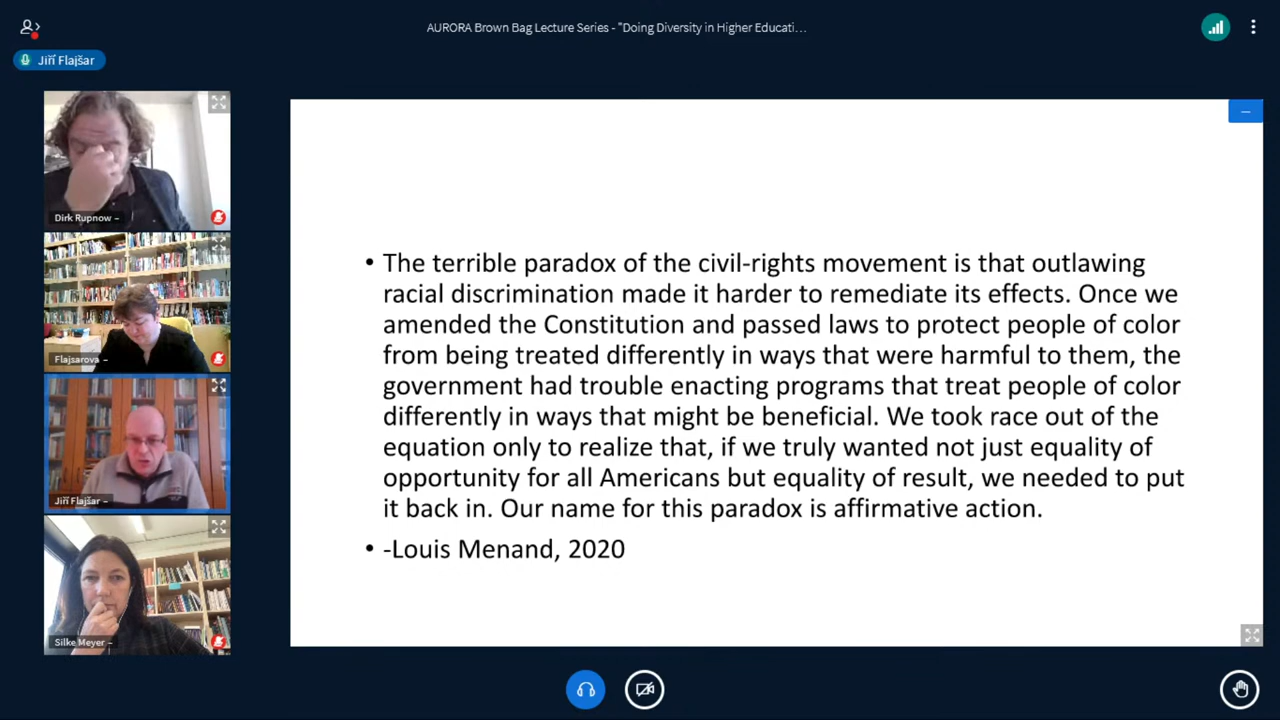 AURORA Brown Bag Lecture Series - "Doing Diversity in Higher Educati…
Jiří Flajšar
Dirk Rupnow –
Flajsarova –
Jiří Flajšar –
Silke Meyer –
• The terrible paradox of the civil-rights movement is that outlawing
racial discrimination made it harder to remediate its effects. Once we
amended the Constitution and passed laws to protect people of color
from being treated differently in ways that were harmful to them, the
government had trouble enacting programs that treat people of color
differently in ways that might be beneficial. We took race out of the
equation only to realize that, if we truly wanted not just equality of
opportunity for all Americans but equality of result, we needed to put
it back in. Our name for this paradox is affirmative action.
• -Louis Menand, 2020